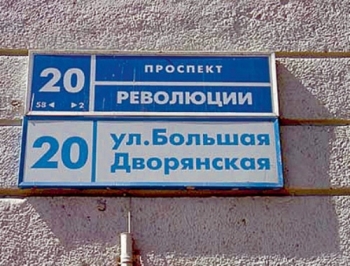 20 ПРОСПЕКТ
58 ◄ ►2 РЕВОЛЮЦИИ
20 ул.Большая
Дворянская